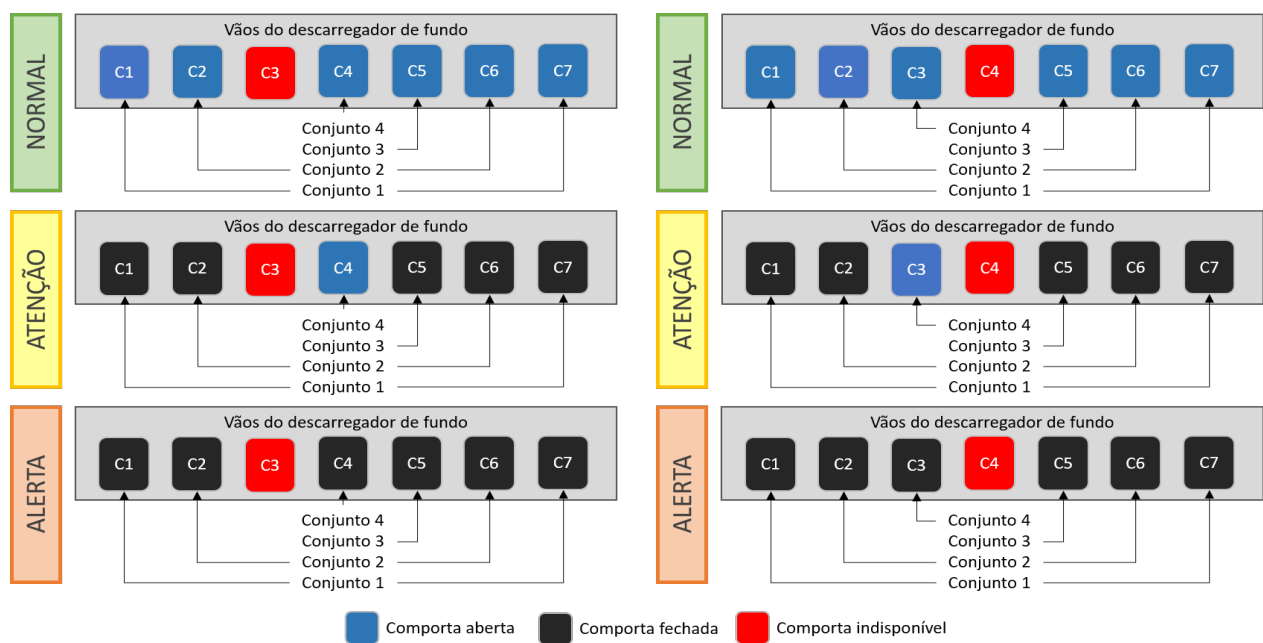 NORMAL
Vãos do descarregador de fundo
C1 C2 C3 C4 C5 C6 C7
Conjunto 4
Conjunto 3
Conjunto 2
Conjunto 1
NORMAL
Vãos do descarregador de fundo
C1 C2 C3 C4 C5 C6 C7
Conjunto 4
Conjunto 3
Conjunto 2
Conjunto 1
ATENÇÃO
Vãos do descarregador de fundo
C1 C2 C3 C4 C5 C6 C7
Conjunto 4
Conjunto 3
Conjunto 2
Conjunto 1
ATENÇÃO
Vãos do descarregador de fundo
C1 C2 C3 C4 C5 C6 C7
Conjunto 4
Conjunto 3
Conjunto 2
Conjunto 1
ALERTA
Vãos do descarregador de fundo
C1 C2 C3 C4 C5 C6 C7
Conjunto 4
Conjunto 3
Conjunto 2
Conjunto 1
ALERTA
Vãos do descarregador de fundo
C1 C2 C3 C4 C5 C6 C7
Conjunto 4
Conjunto 3
Conjunto 2
Conjunto 1
Comporta aberta Comporta fechada Comporta indisponível